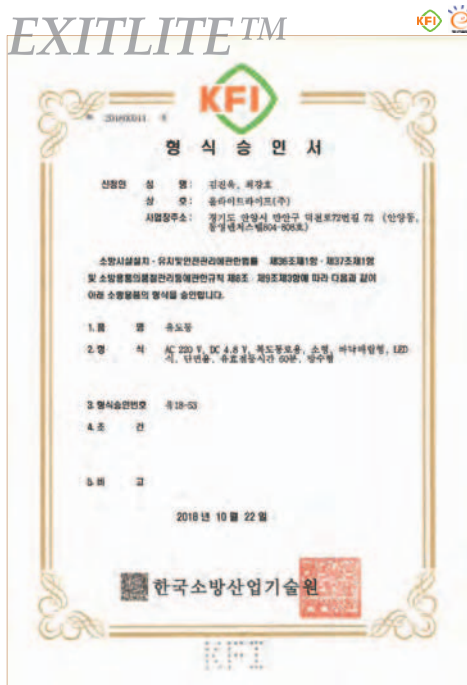 EXITLITE™
KFI
KFI
제 2018000011 호
형 식 승 인 서
신청인 성 명: 김진욱, 최강호
상 호: 올라이트라이프(주)
사업장주소: 경기도 안양시 만안구 덕천로72번길 72 (안양동,
동영벤처스텔804-808호)
소방시설설치·유지및안전관리에관한법률 제36조제1항·제37조제1항
및 소방용품의품질관리등에관한규칙 제8조·제9조제3항에 따라 다음과 같이
아래 소방용품의 형식을 승인합니다.
1. 품 명 유도등
2. 형 식 AC 220 V, DC 4.8 V, 복도통로용, 소형, 바닥매립형, LED
식, 단면용, 유효점등시간 60분, 방수형
3. 형식승인번호 유18-53
4. 조 건
5. 비 고
2018 년 10 월 22 일
한국소방산업기술원
KFI